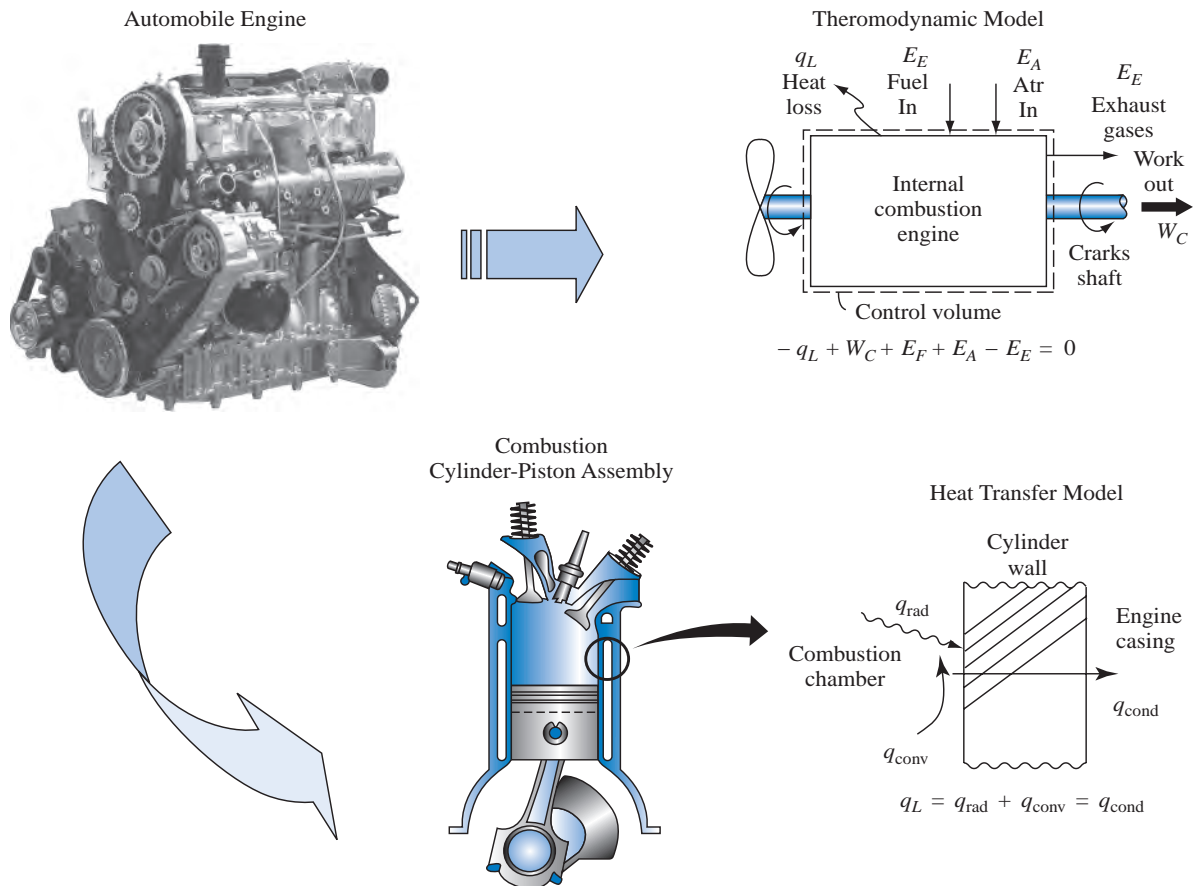 Automobile Engine
Theromodynamic Model
q_L
Heat
loss
E_E
Fuel
In
E_A
Atr
In
E_E
Exhaust
gases
Work
out
W_C
Internal
combustion
engine
Cranks
shaft
Control volume
− q_L + W_C + E_F + E_A − E_E = 0
Combustion
Cylinder-Piston Assembly
Heat Transfer Model
Cylinder
wall
q_rad
Engine
casing
Combustion
chamber
q_cond
q_conv
q_L = q_rad + q_conv = q_cond